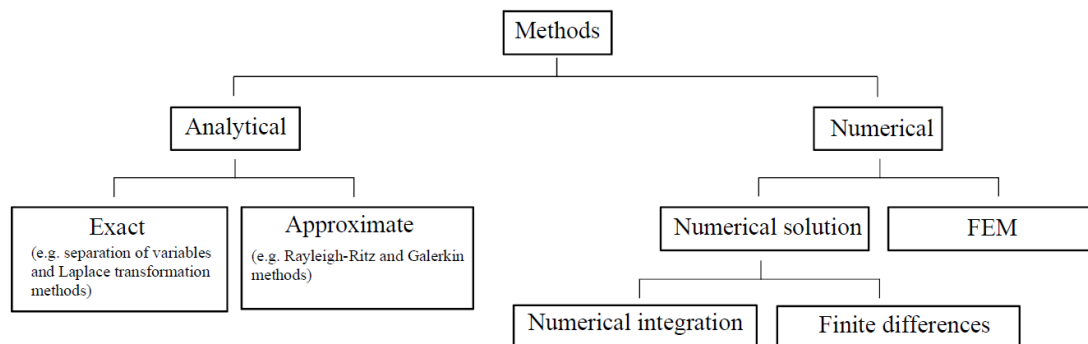 Methods
Analytical
Numerical
Exact
(e.g. separation of variables
and Laplace transformation
methods)
Approximate
(e.g. Rayleigh-Ritz and Galerkin
methods)
Numerical solution
FEM
Numerical integration
Finite differences